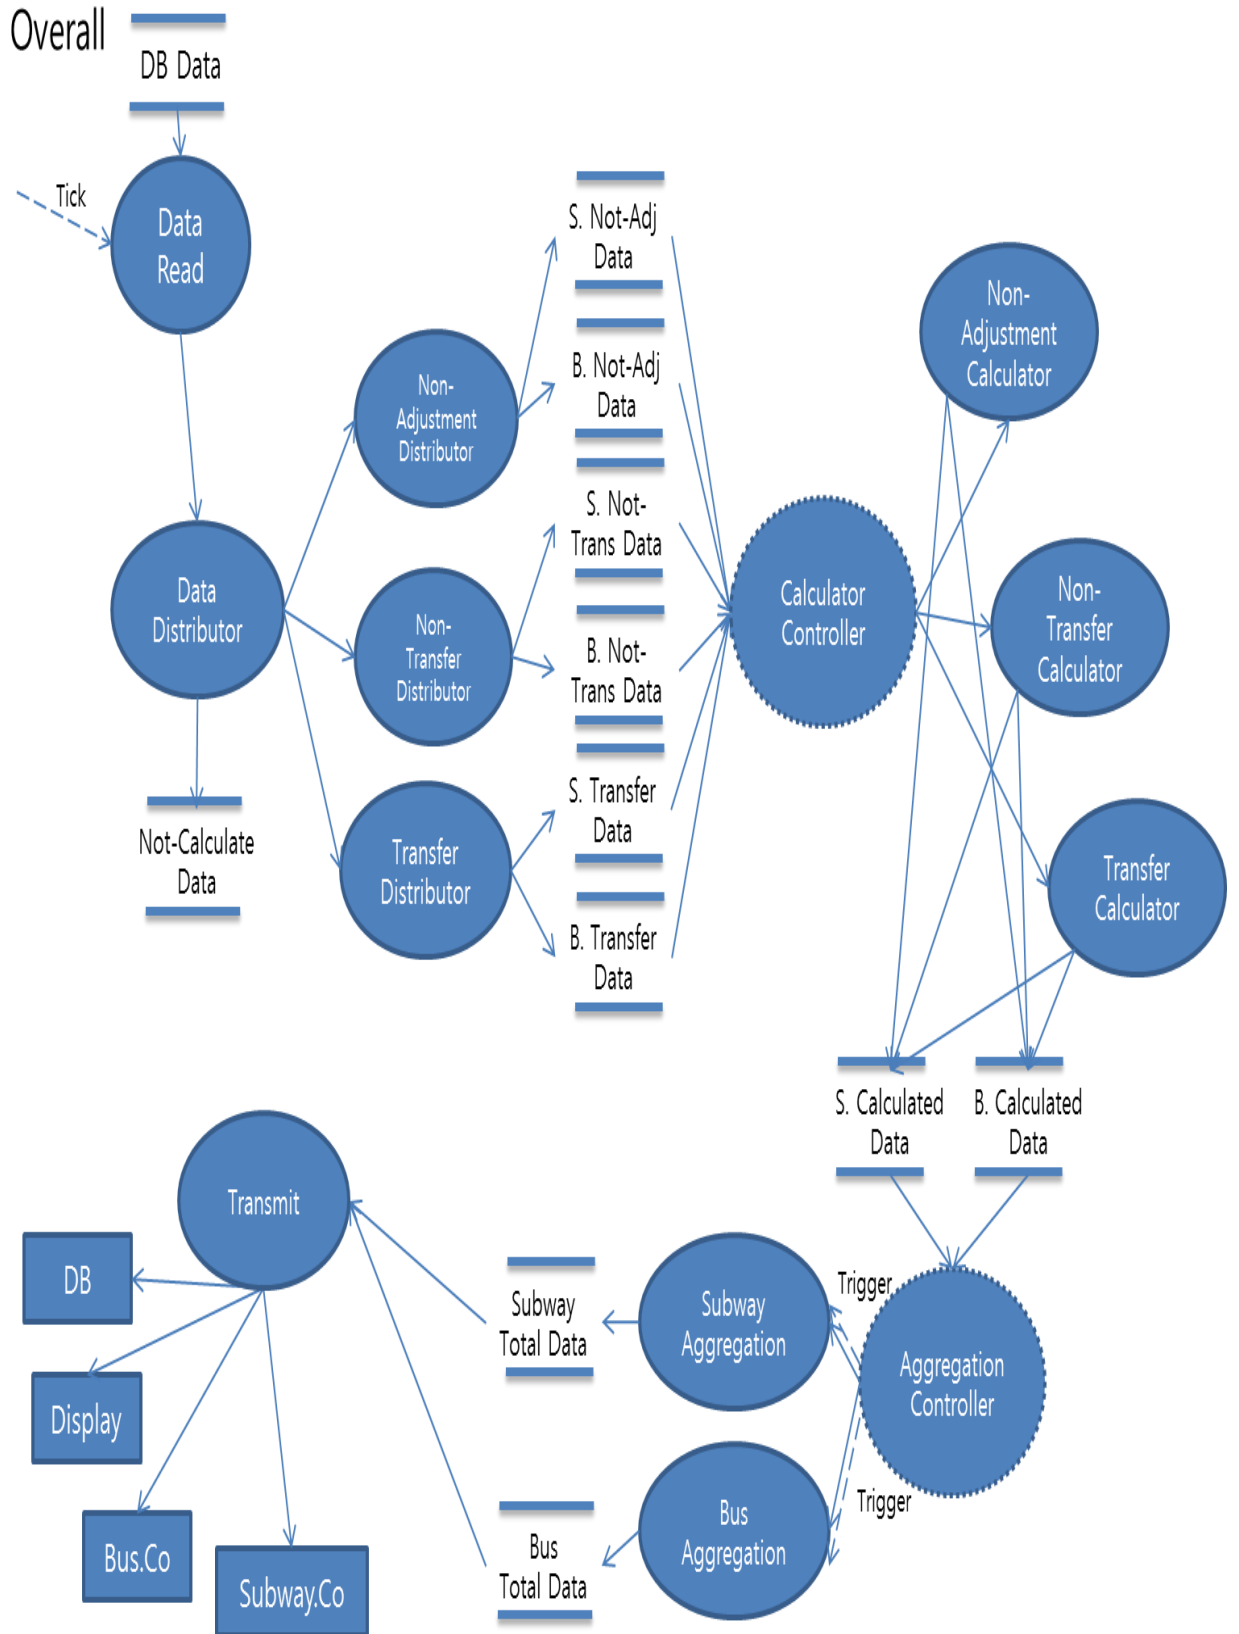 Overall
DB Data
Tick
Data
Read
S. Not-Adj
Data
Non-
Adjustment
Calculator
B. Not-Adj
Data
Non-
Adjustment
Distributor
S. Not-
Trans Data
Data
Distributor
Non-
Transfer
Distributor
B. Not-
Trans Data
Calculator
Controller
Non-
Transfer
Calculator
Not-Calculate
Data
Transfer
Distributor
S. Transfer
Data
B. Transfer
Data
Transfer
Calculator
S. Calculated
Data
B. Calculated
Data
Transmit
DB
Display
Bus.Co
Subway.Co
Subway
Total Data
Subway
Aggregation
Trigger
Aggregation
Controller
Trigger
Bus
Total Data
Bus
Aggregation